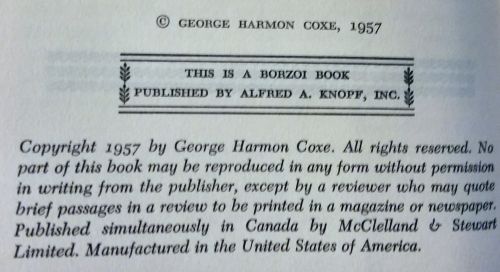 © GEORGE HARMON COXE, 1957
THIS IS A BORZOI BOOK
PUBLISHED BY ALFRED A. KNOPF, INC.
Copyright 1957 by George Harmon Coxe. All rights reserved. No
part of this book may be reproduced in any form without permission
in writing from the publisher, except by a reviewer who may quote
brief passages in a review to be printed in a magazine or newspaper.
Published simultaneously in Canada by McClelland & Stewart
Limited. Manufactured in the United States of America.